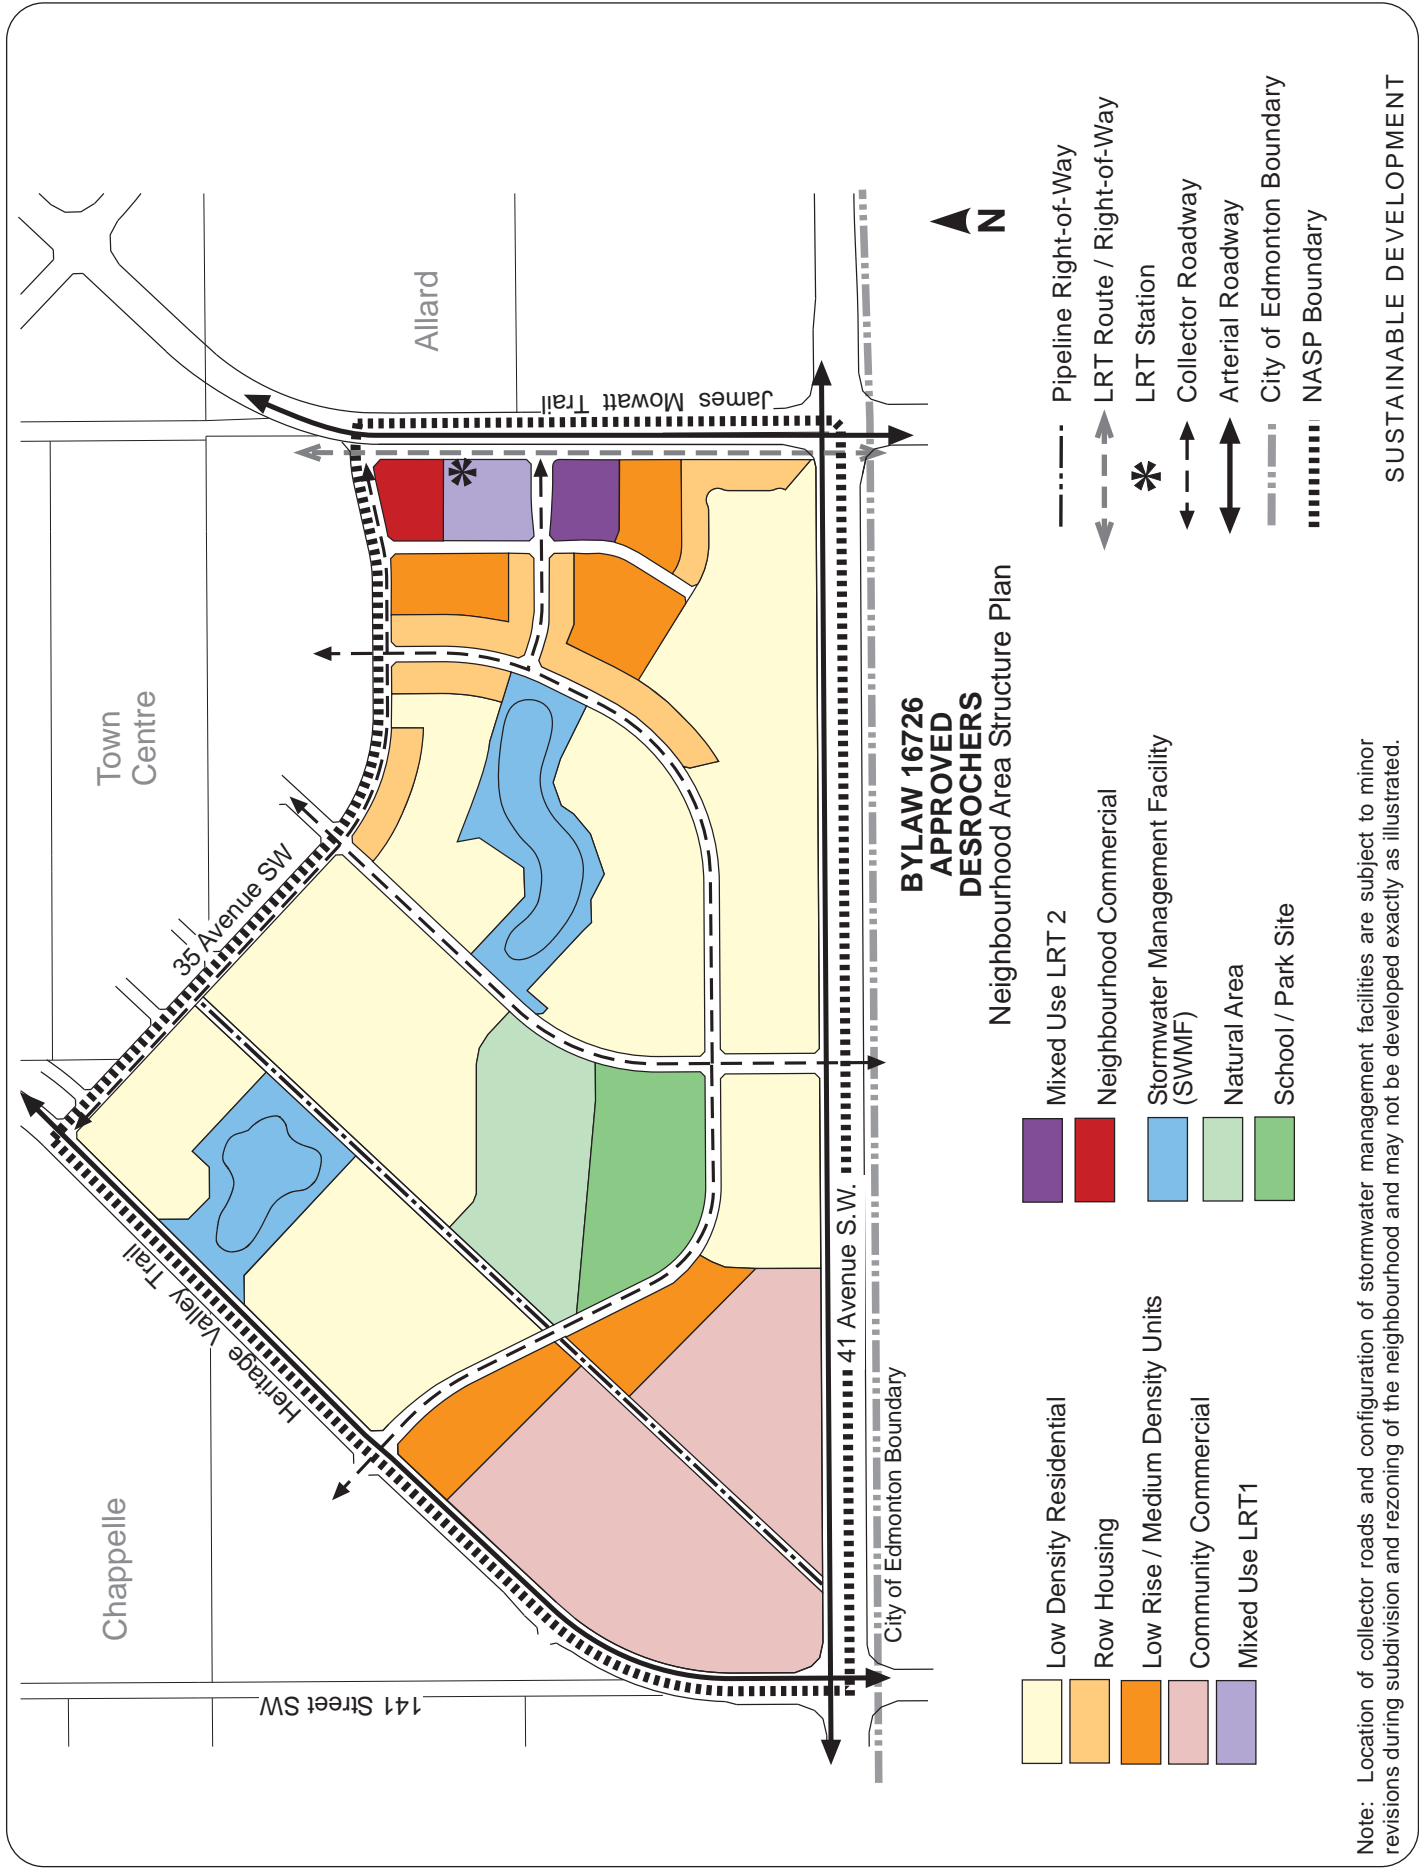 Chappelle
Town
Centre
Allard
35 Avenue SW
Heritage Valley Trail
141 Street SW
James Mowatt Trail
41 Avenue S.W.
City of Edmonton Boundary
N
BYLAW 16726
APPROVED
DESROCHERS
Neighbourhood Area Structure Plan
Low Density Residential
Row Housing
Low Rise / Medium Density Units
Community Commercial
Mixed Use LRT1
Mixed Use LRT 2
Neighbourhood Commercial
Stormwater Management Facility
(SWMF)
Natural Area
School / Park Site
Pipeline Right-of-Way
LRT Route / Right-of-Way
LRT Station
Collector Roadway
Arterial Roadway
City of Edmonton Boundary
NASP Boundary
Note: Location of collector roads and configuration of stormwater management facilities are subject to minor
revisions during subdivision and rezoning of the neighbourhood and may not be developed exactly as illustrated.
SUSTAINABLE DEVELOPMENT